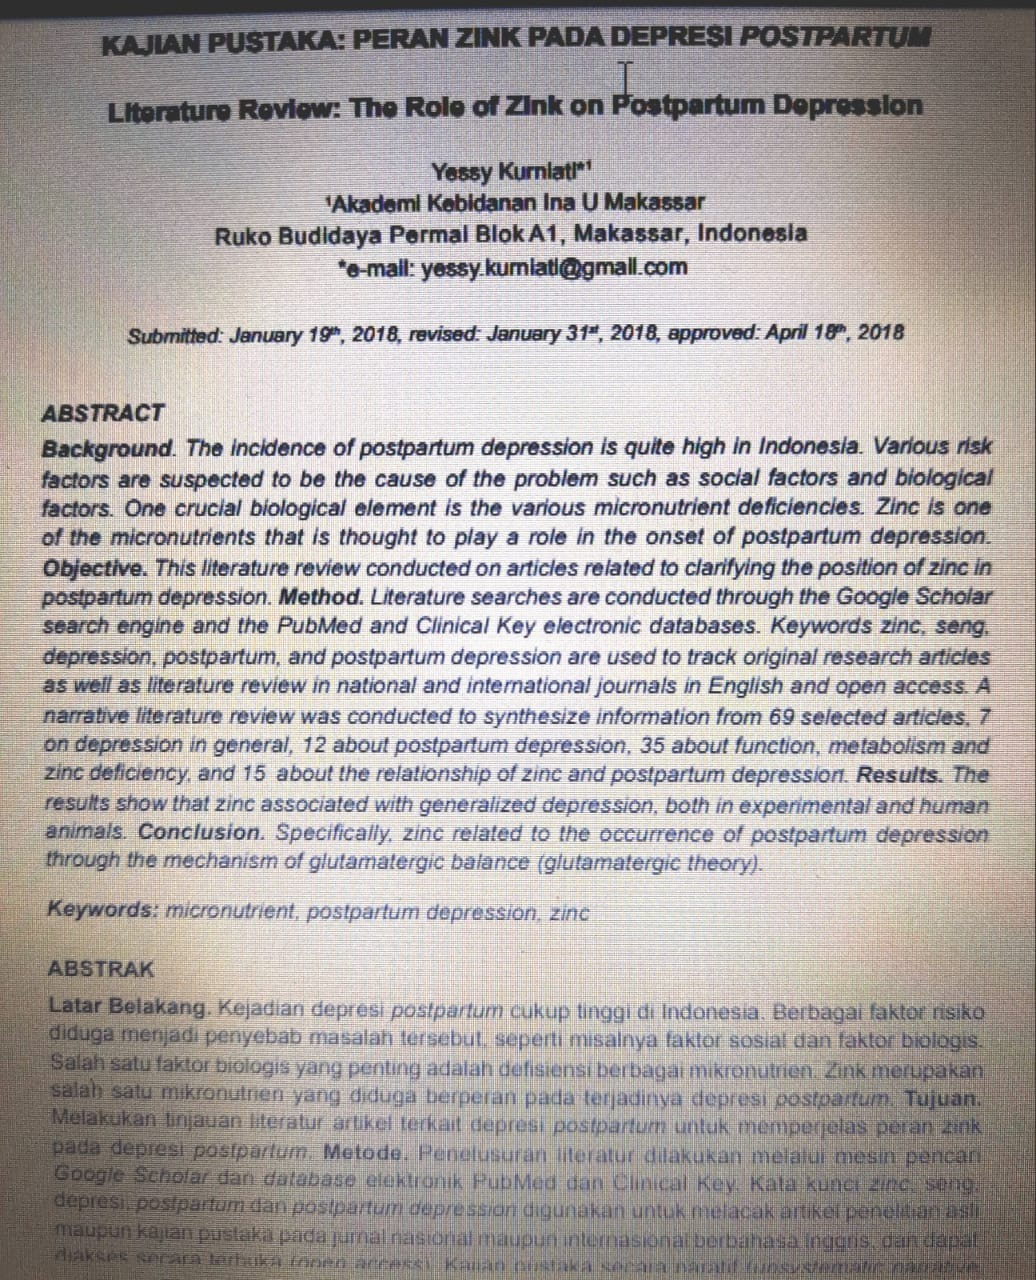 KAJIAN PUSTAKA: PERAN ZINK PADA DEPRESI POSTPARTUM
Literature Review: The Role of Zink on Postpartum Depression
Yessy Kurniati*¹
¹Akademi Kebidanan Ina U Makassar
Ruko Budidaya Permai Blok A1, Makassar, Indonesia
*e-mail: yessy.kurniati@gmail.com
Submitted: January 19th, 2018, revised: January 31st, 2018, approved: April 18th, 2018
ABSTRACT
Background. The incidence of postpartum depression is quite high in Indonesia. Various risk
factors are suspected to be the cause of the problem such as social factors and biological
factors. One crucial biological element is the various micronutrient deficiencies. Zinc is one
of the micronutrients that is thought to play a role in the onset of postpartum depression.
Objective. This literature review conducted on articles related to clarifying the position of zinc in
postpartum depression. Method. Literature searches are conducted through the Google Scholar
search engine and the PubMed and Clinical Key electronic databases. Keywords zinc, seng,
depression, postpartum, and postpartum depression are used to track original research articles
as well as literature review in national and international journals in English and open access. A
narrative literature review was conducted to synthesize information from 69 selected articles, 7
on depression in general, 12 about postpartum depression, 35 about function, metabolism and
zinc deficiency, and 15 about the relationship of zinc and postpartum depression. Results. The
results show that zinc associated with generalized depression, both in experimental and human
animals. Conclusion. Specifically, zinc related to the occurrence of postpartum depression
through the mechanism of glutamatergic balance (glutamatergic theory).
Keywords: micronutrient, postpartum depression, zinc
ABSTRAK
Latar Belakang. Kejadian depresi postpartum cukup tinggi di Indonesia. Berbagai faktor risiko
diduga menjadi penyebab masalah tersebut, seperti misalnya faktor sosial dan faktor biologis.
Salah satu faktor biologis yang penting adalah defisiensi berbagai mikronutrien. Zink merupakan
salah satu mikronutrien yang diduga berperan pada terjadinya depresi postpartum. Tujuan.
Melakukan tinjauan literatur artikel terkait depresi postpartum untuk memperjelas peran zink
pada depresi postpartum. Metode. Penelusuran literatur dilakukan melalui mesin pencari
Google Scholar dan database elektronik PubMed dan Clinical Key. Kata kunci zinc, seng,
depresi, postpartum dan postpartum depression digunakan untuk melacak artikel penelitian asli
maupun kajian pustaka pada jurnal nasional maupun internasional berbahasa Inggris, dan dapat
diakses secara terbuka (open access). Kajian pustaka secara naratif (unsystematic narrative